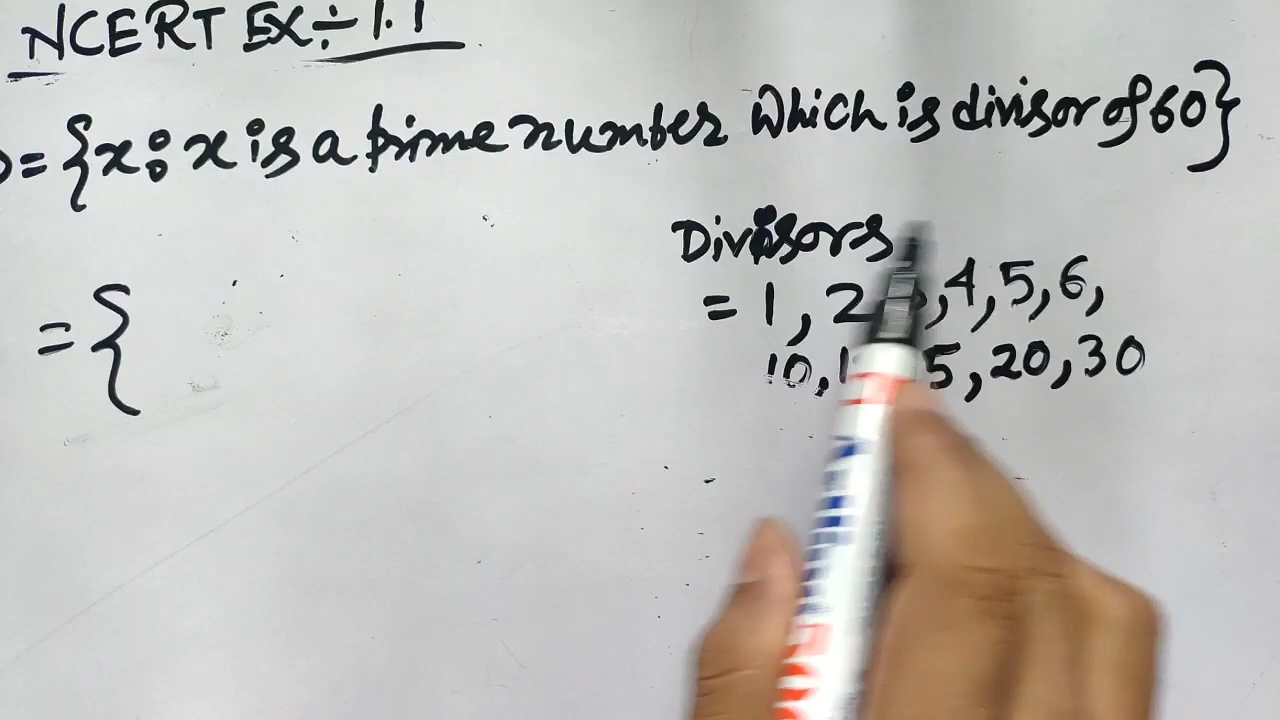 NCERT EX÷ 1.1
= {x: x is a prime number which is divisor of 60}
Divisors
= 1, 2, 4, 5, 6,
10, 5, 20, 30
= {